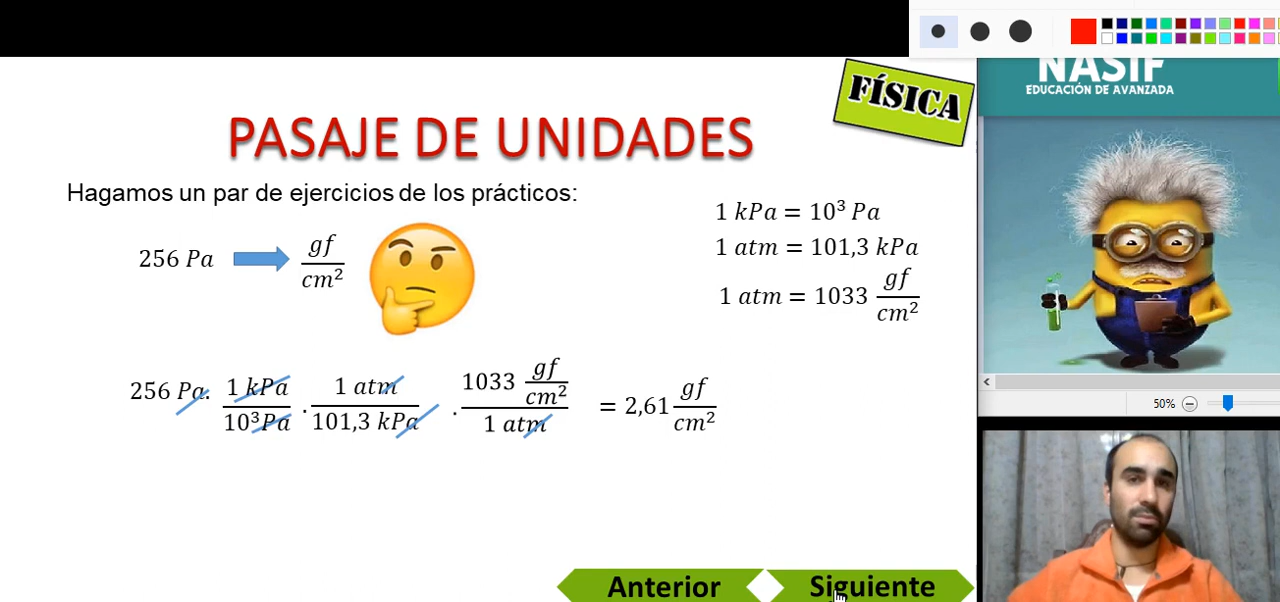 NASIF
EDUCACIÓN DE AVANZADA
FÍSICA
PASAJE DE UNIDADES
Hagamos un par de ejercicios de los prácticos:
256 Pa gf/cm²
1 kPa = 10³ Pa
1 atm = 101,3 kPa
1 atm = 1033 gf/cm²
256 Pa. 1 kPa/10³Pa . 1 atm/101,3 kPa . 1033 gf/cm²/1 atm = 2,61 gf/cm²
50%
Anterior Siguiente